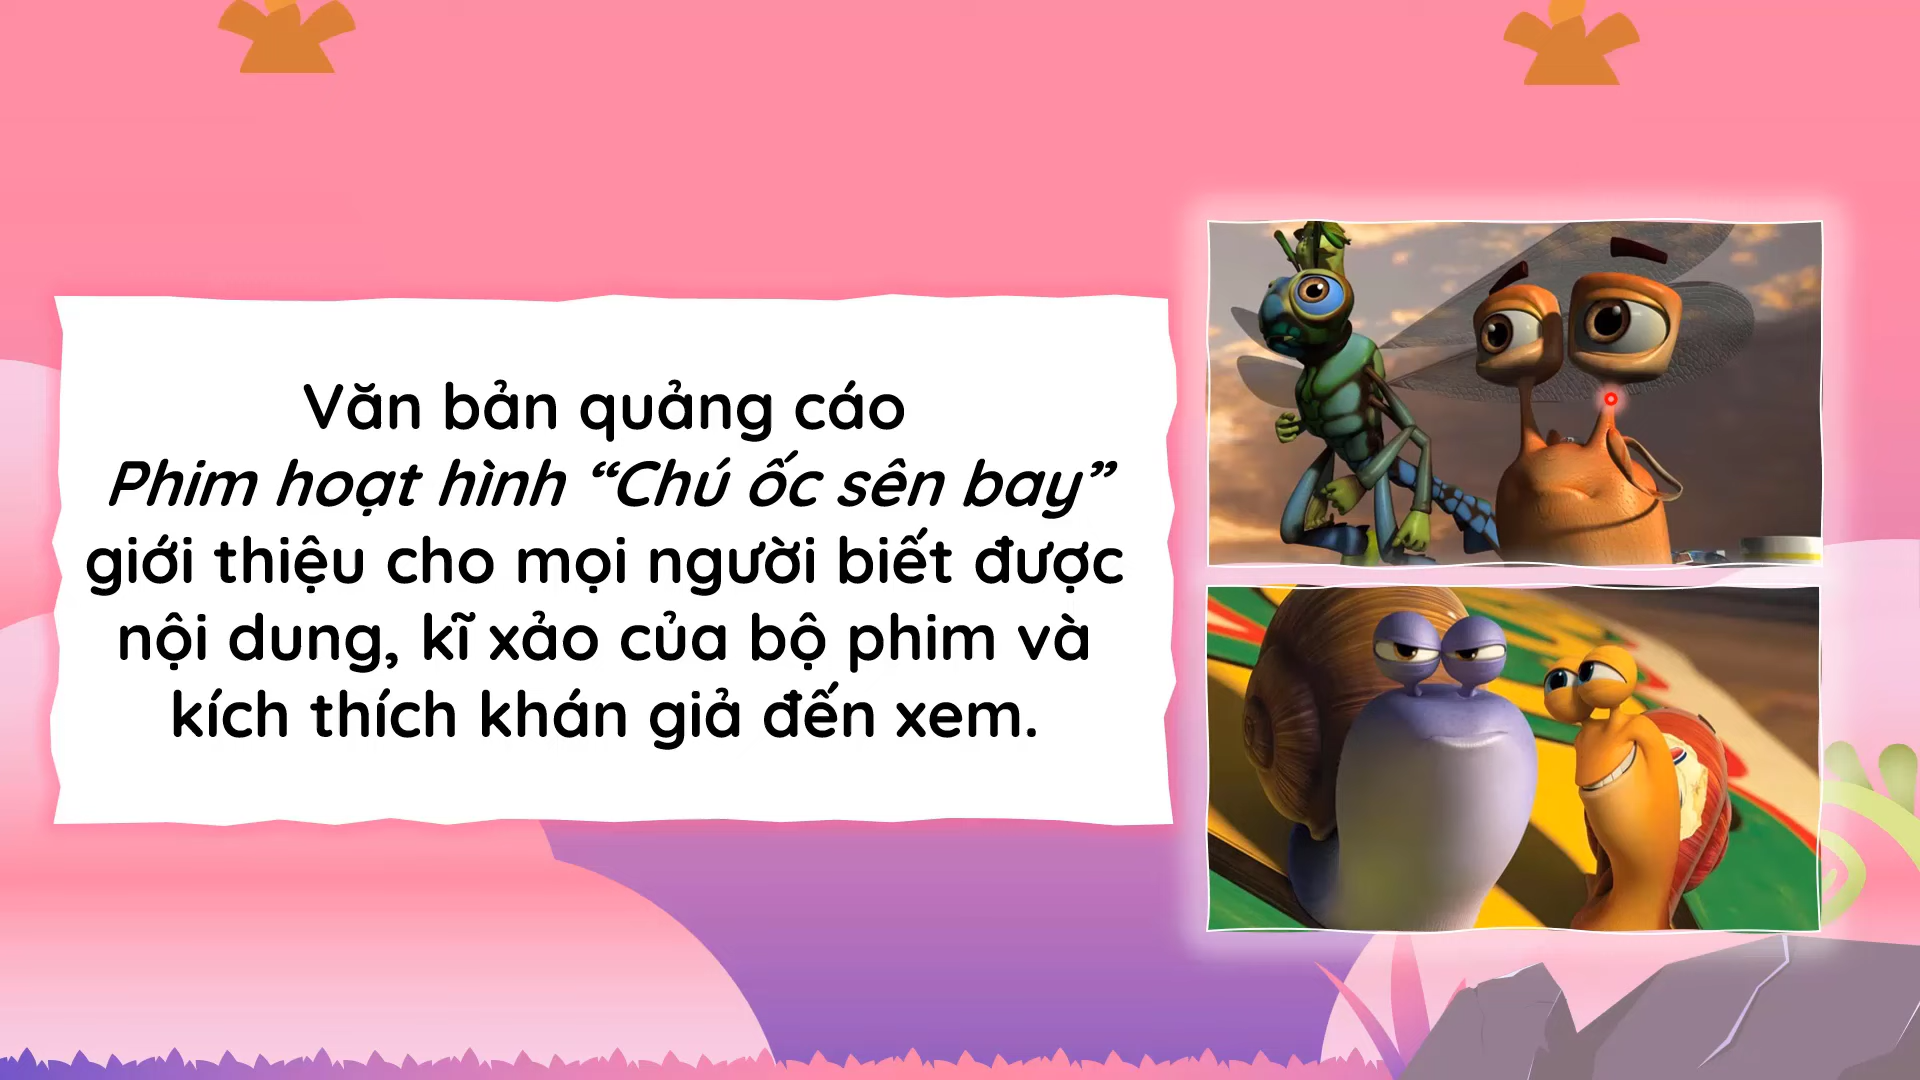 Văn bản quảng cáo
Phim hoạt hình “Chú ốc sên bay”
giới thiệu cho mọi người biết được
nội dung, kĩ xảo của bộ phim và
kích thích khán giả đến xem.